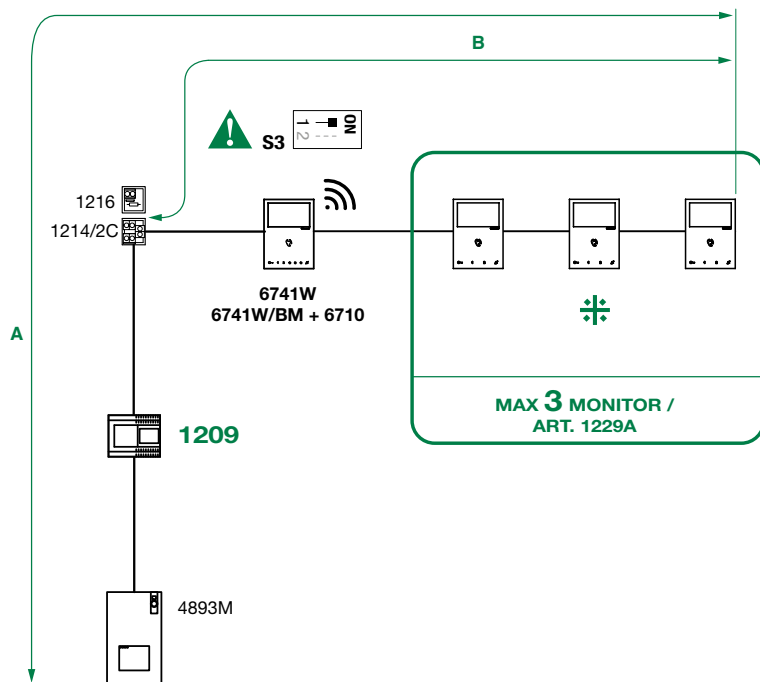 B
S3
1
2
ON
1216
1214/2C
6741W
6741W/BM + 6710
A
MAX 3 MONITOR /
ART. 1229A
1209
4893M